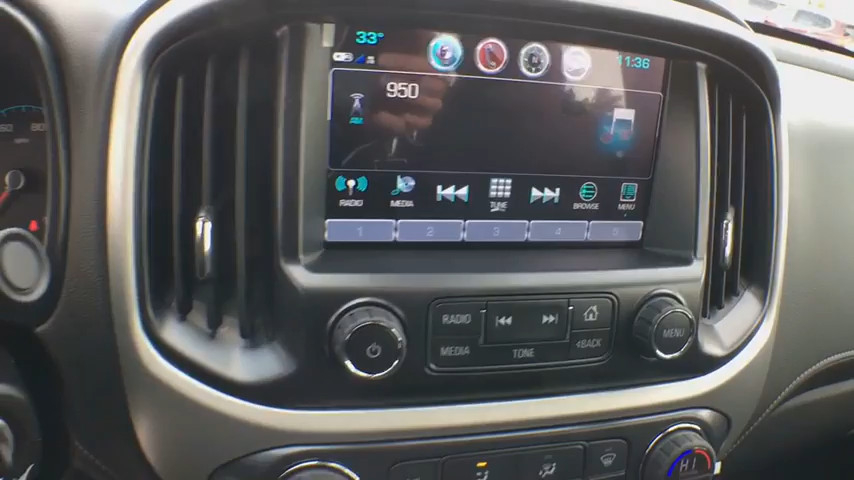 33°
11:36
950
AM
RADIO MEDIA TUNE BROWSE MENU
1 2 3 4 5
RADIO
MEDIA TONE BACK
MENU
HI
80